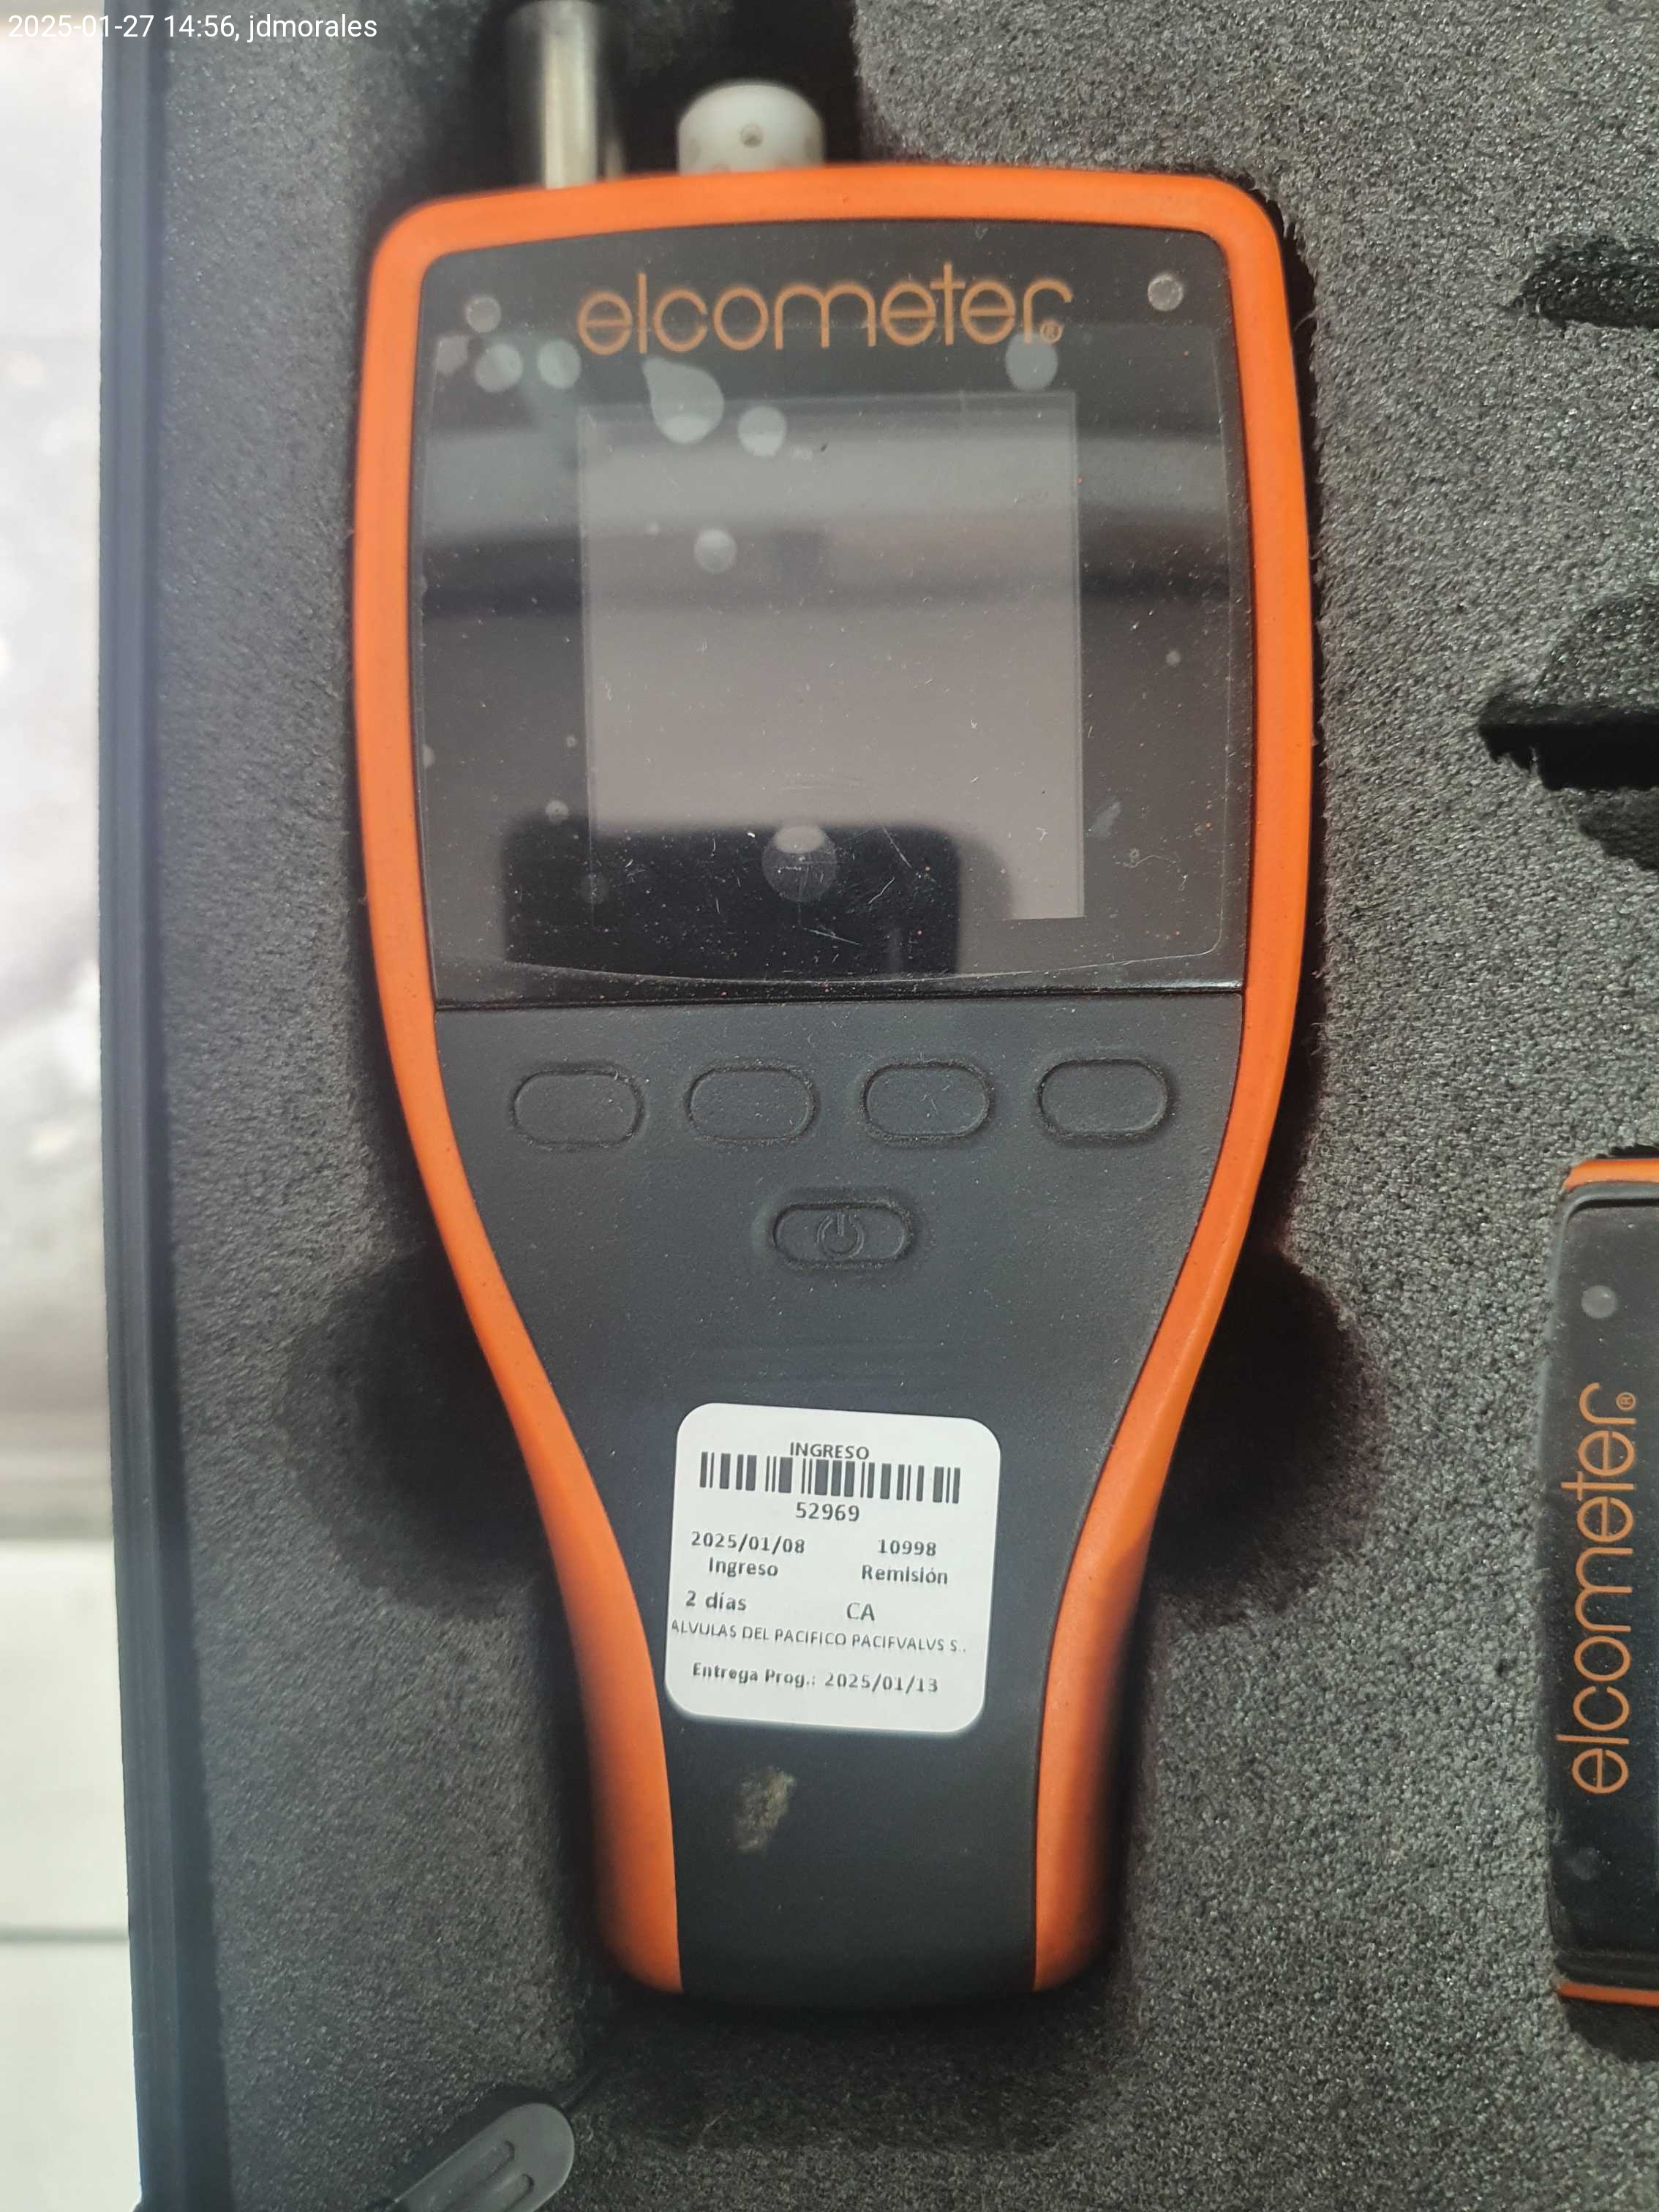 2025-01-27 14:56, jdmorales
elcometer®
INGRESO
52969
2025/01/08 10998
Ingreso Remisión
2 días CA
ALVULAS DEL PACIFICO PACIFVALVS S..
Entrega Prog.: 2025/01/13
elcometer®